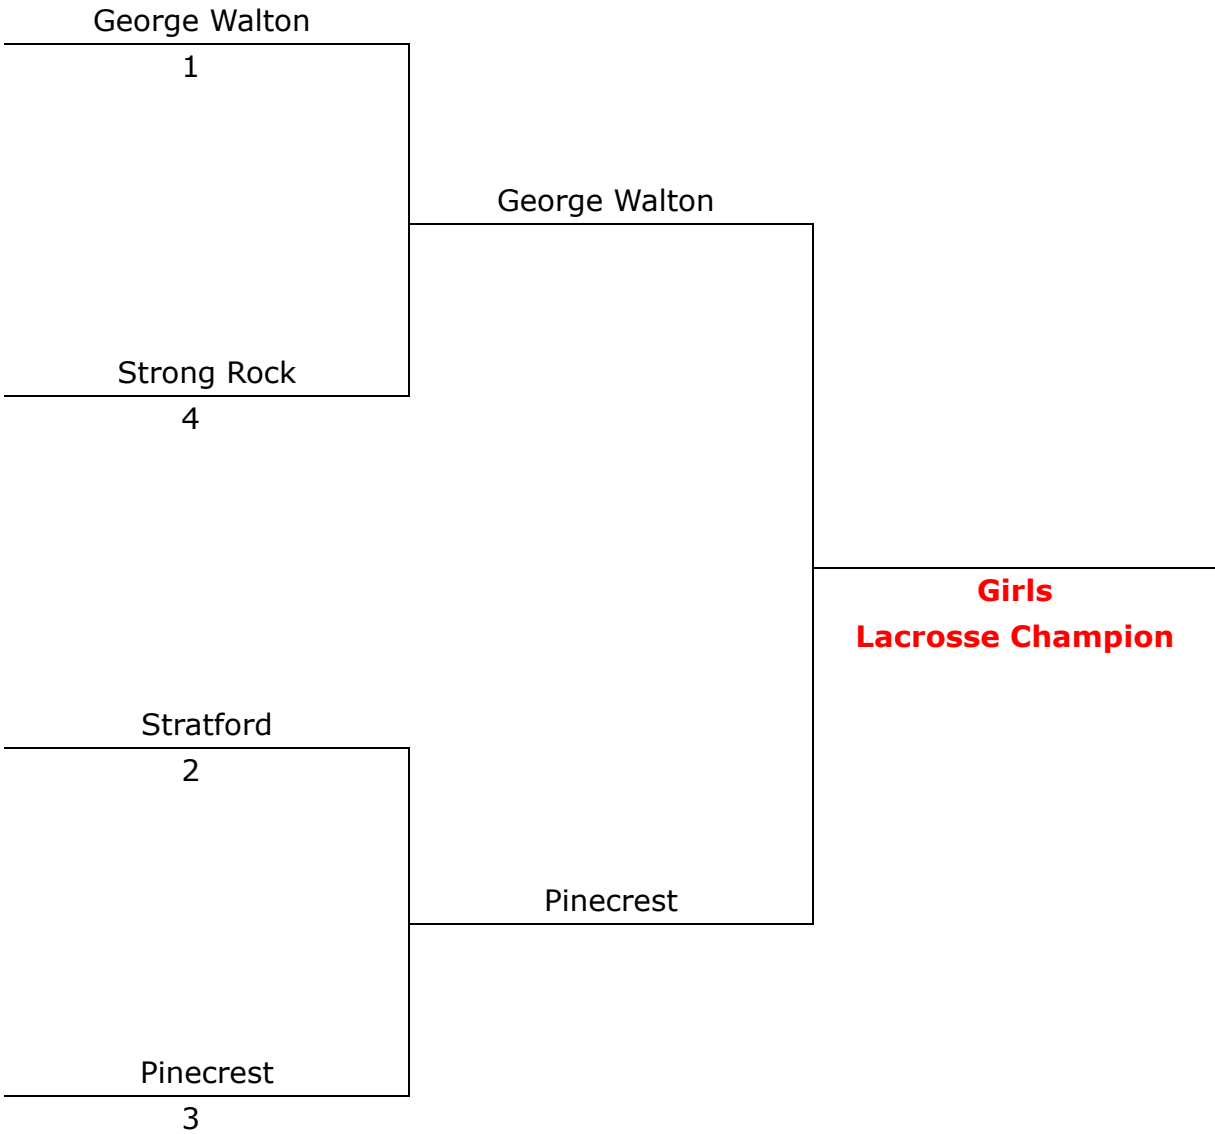 George Walton
1
George Walton
Strong Rock
4
Girls
Lacrosse Champion
Stratford
2
Pinecrest
Pinecrest
3